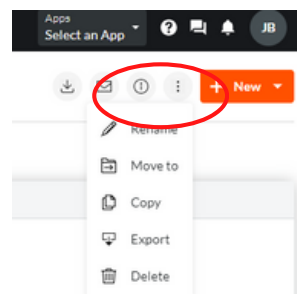 Apps
Select an App
JB
+ New
Rename
Move to
Copy
Export
Delete